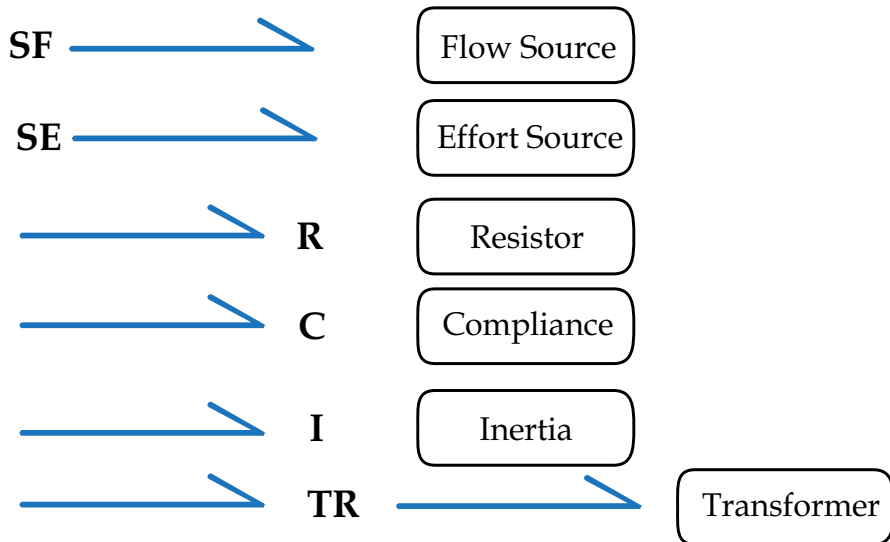 SF Flow Source
SE Effort Source
R Resistor
C Compliance
I Inertia
TR Transformer